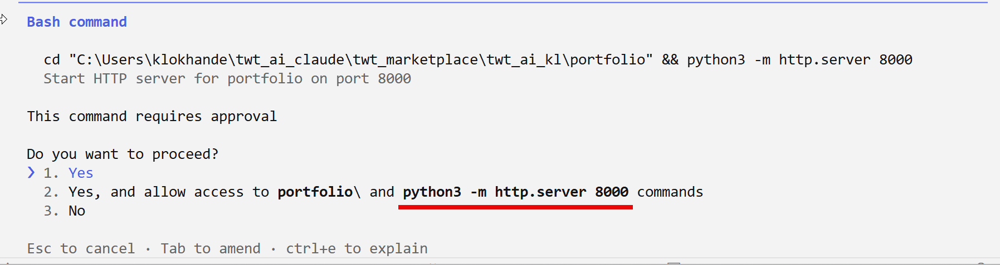 Bash command
cd "C:\Users\klokhande\twt_ai_claude\twt_marketplace\twt_ai_kl\portfolio" && python3 -m http.server 8000
Start HTTP server for portfolio on port 8000
This command requires approval
Do you want to proceed?
❯ 1. Yes
2. Yes, and allow access to portfolio\ and python3 -m http.server 8000 commands
3. No
Esc to cancel · Tab to amend · ctrl+e to explain